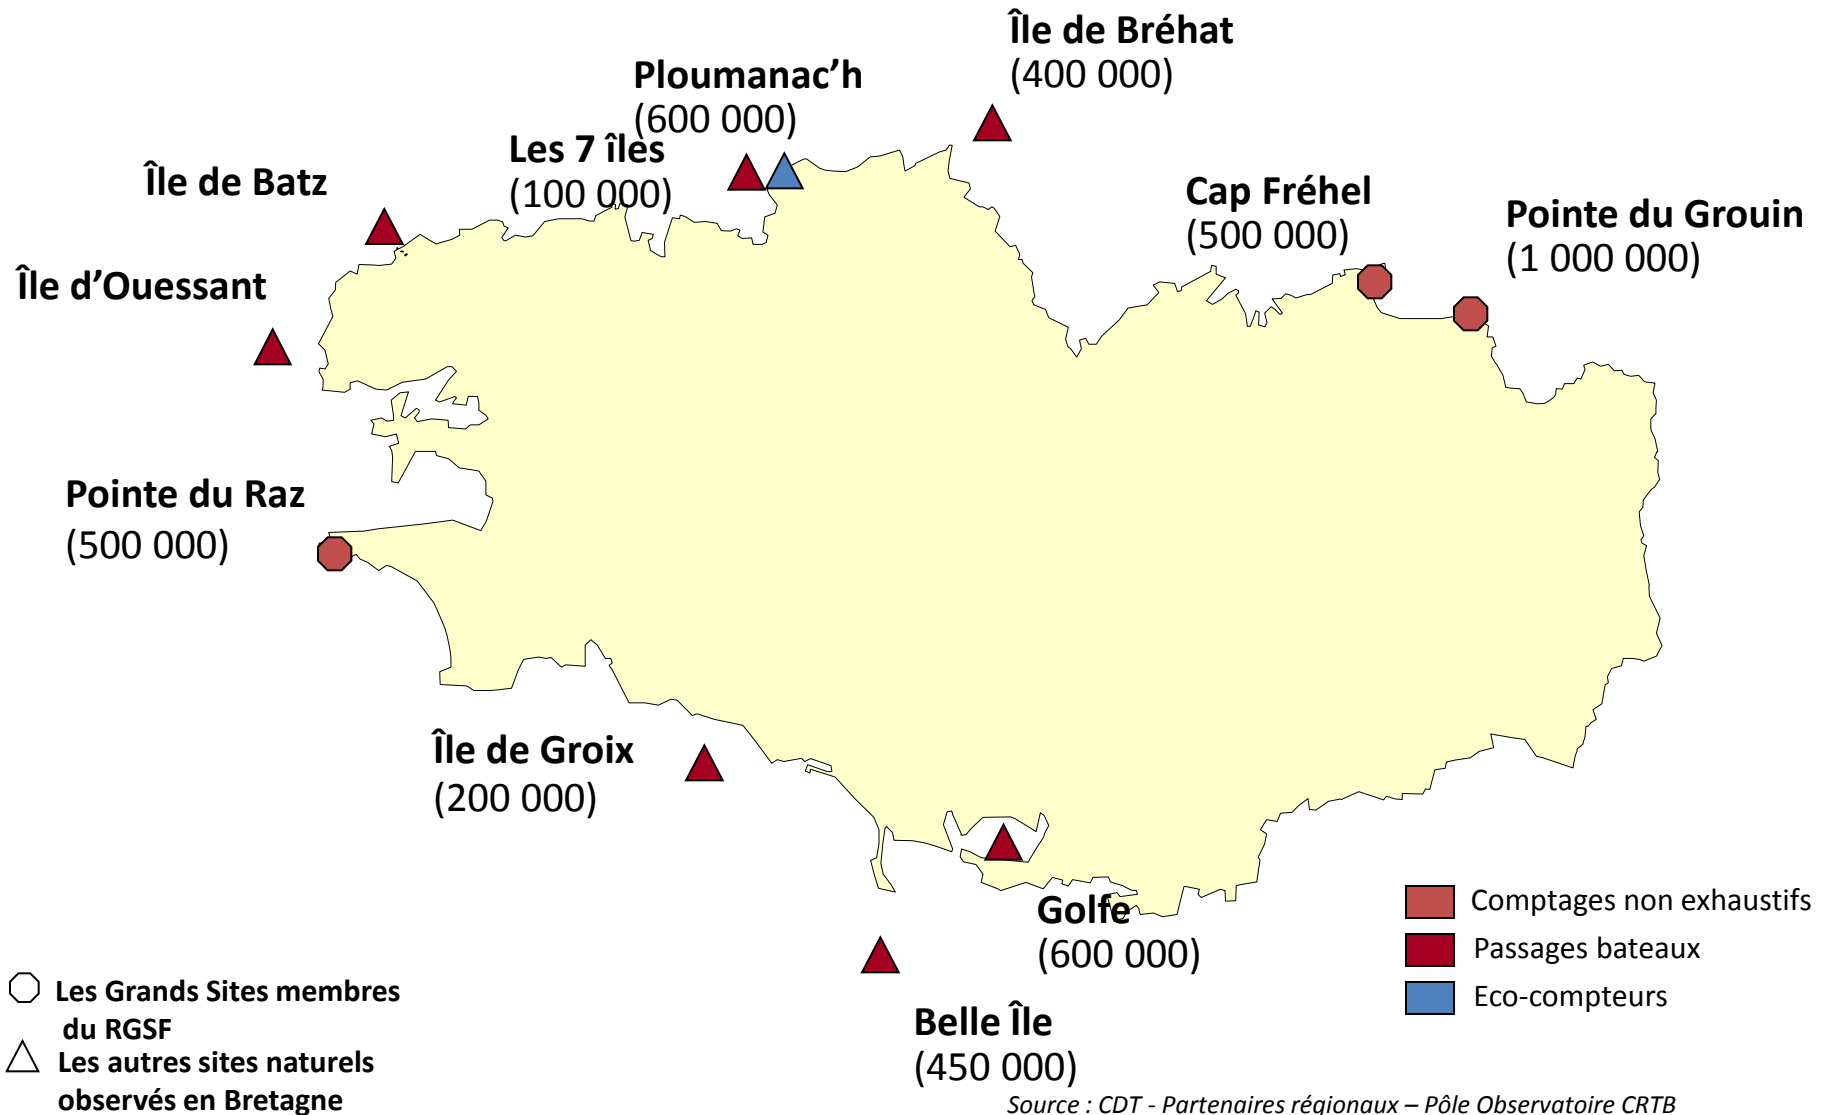 Île de Bréhat
(400 000)
Ploumanac’h
(600 000)
Les 7 îles
(100 000)
Île de Batz
Cap Fréhel
(500 000)
Pointe du Grouin
(1 000 000)
Île d’Ouessant
Pointe du Raz
(500 000)
Île de Groix
(200 000)
Golfe
(600 000)
Belle Île
(450 000)
Comptages non exhaustifs
Passages bateaux
Eco-compteurs
Les Grands Sites membres
du RGSF
Les autres sites naturels
observés en Bretagne
Source : CDT - Partenaires régionaux – Pôle Observatoire CRTB